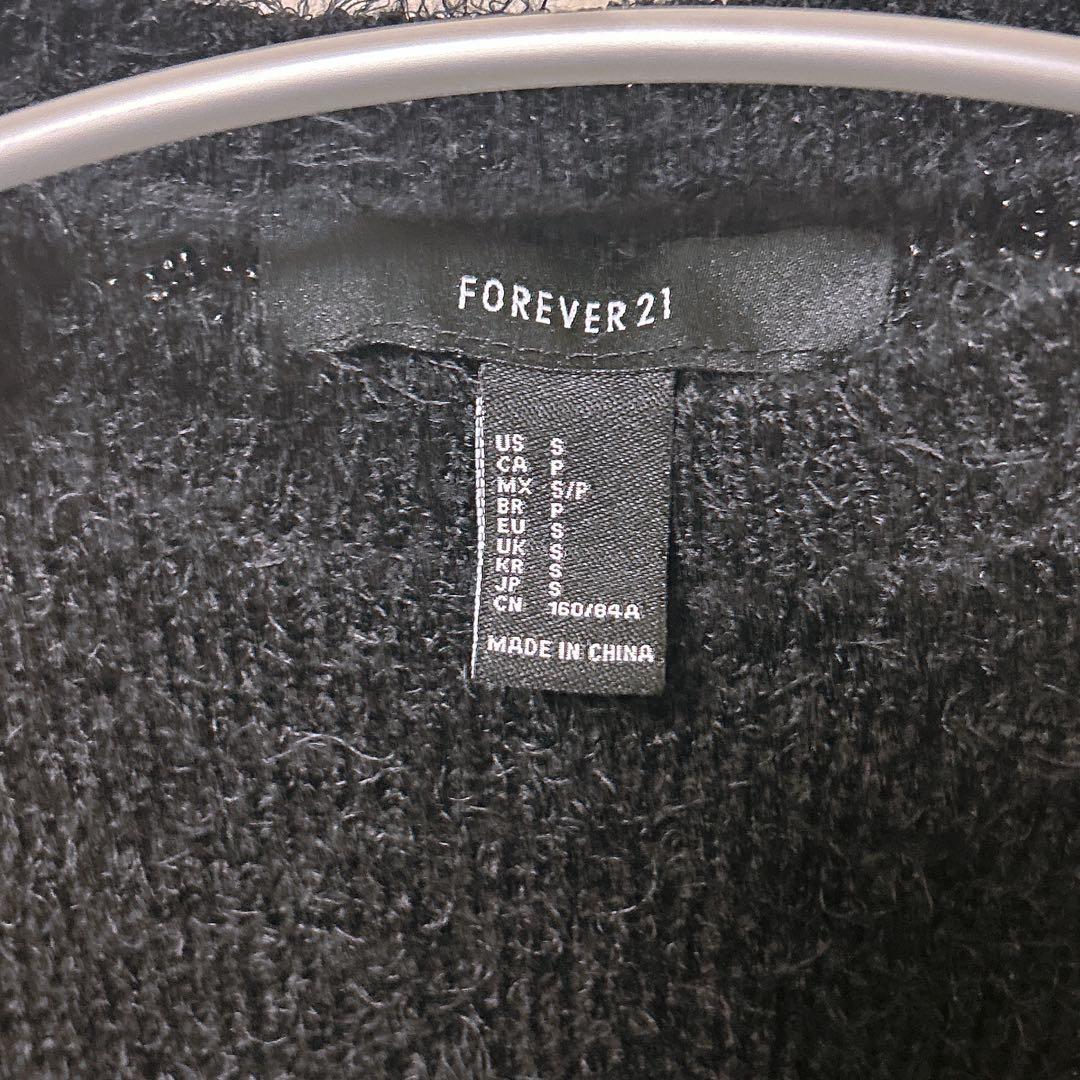 FOREVER 21
US S
CA P
MX S/P
BR P
EU S
UK S
KR S
JP S
CN 160/84A
MADE IN CHINA